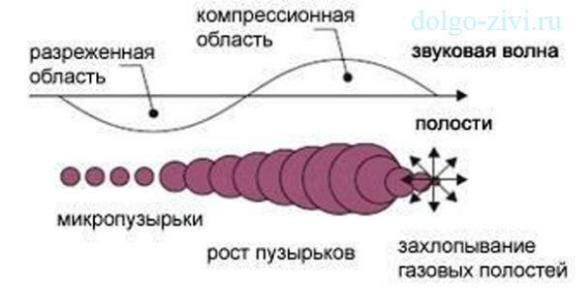 компрессионная
область
dolgo-zivi.ru
разреженная
область
звуковая волна
полости
микропузырьки
рост пузырьков
захлопывание
газовых полостей